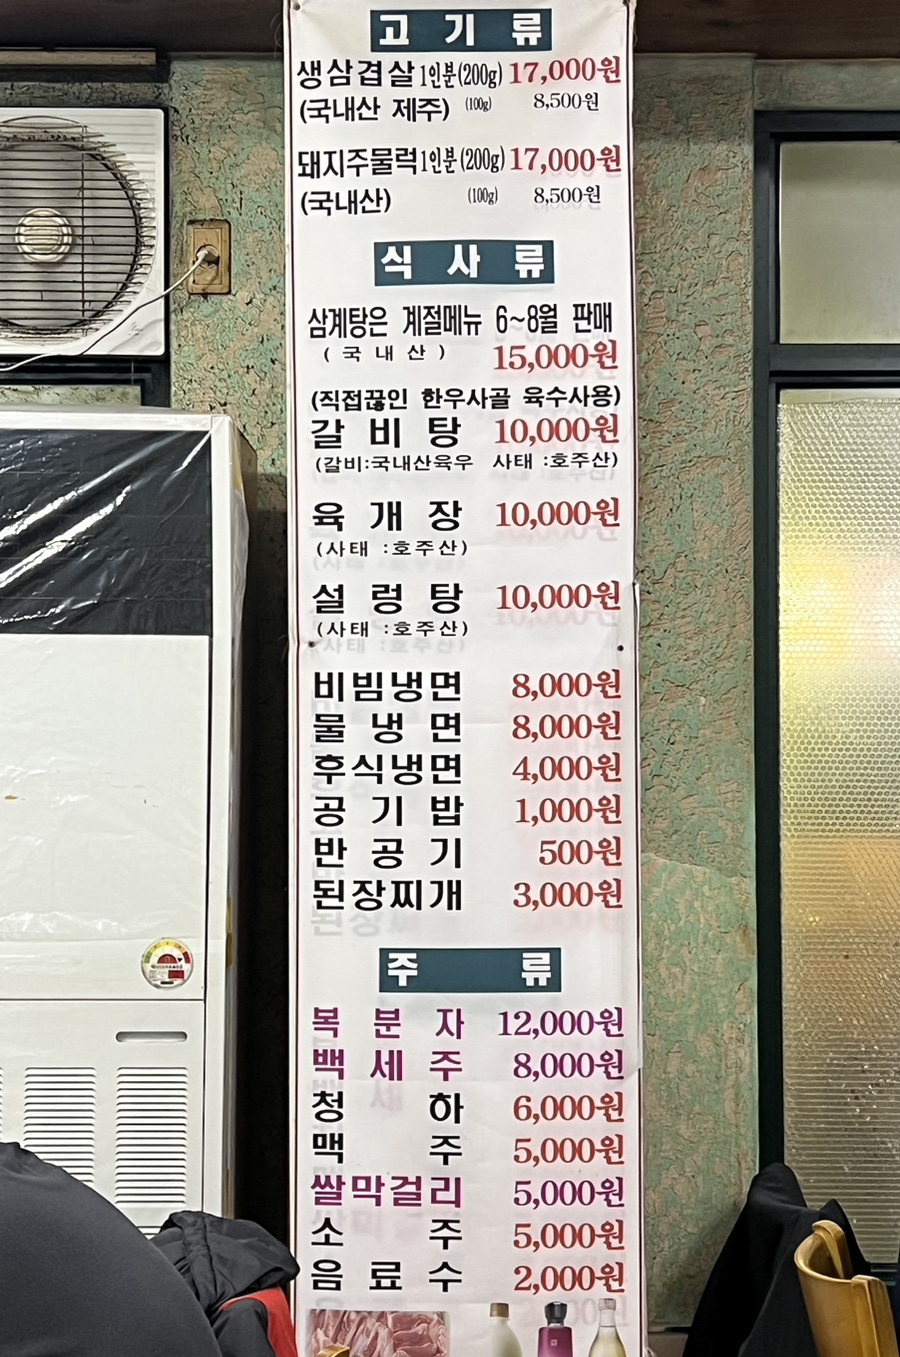 고기류
생삼겹살 1인분(200g) 17,000원
(국내산 제주) (100g) 8,500원
돼지주물럭 1인분(200g) 17,000원
(국내산) (100g) 8,500원
식사류
삼계탕은 계절메뉴 6~8월 판매
(국내산) 15,000원
(직접끊인 한우사골 육수사용)
갈비탕 10,000원
(갈비:국내산육우 사태:호주산)
육개장 10,000원
(사태:호주산)
설렁탕 10,000원
(사태:호주산)
비빔냉면 8,000원
물냉면 8,000원
후식냉면 4,000원
공기밥 1,000원
반공기 500원
된장찌개 3,000원
주류
복분자 12,000원
백세주 8,000원
청하 6,000원
맥주 5,000원
쌀막걸리 5,000원
소주 5,000원
음료수 2,000원